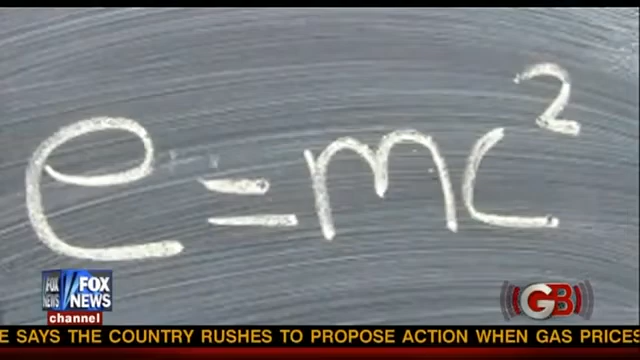 e=mc²
FOX NEWS
FOX NEWS
channel
GB
E SAYS THE COUNTRY RUSHES TO PROPOSE ACTION WHEN GAS PRICES